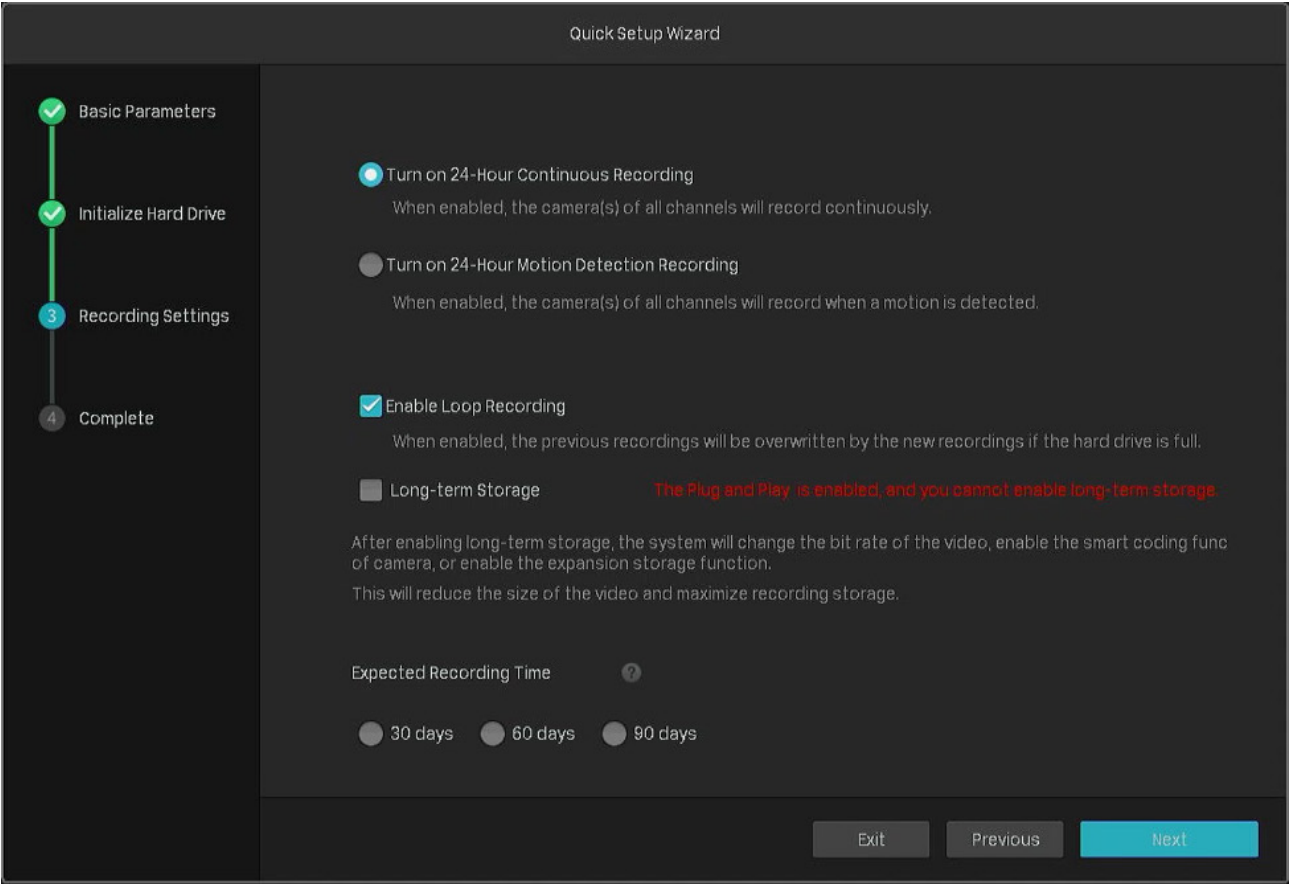 Quick Setup Wizard
Basic Parameters
Initialize Hard Drive
3 Recording Settings
4 Complete
Turn on 24-Hour Continuous Recording
When enabled, the camera(s) of all channels will record continuously.
Turn on 24-Hour Motion Detection Recording
When enabled, the camera(s) of all channels will record when a motion is detected.
Enable Loop Recording
When enabled, the previous recordings will be overwritten by the new recordings if the hard drive is full.
Long-term Storage The Plug and Play is enabled, and you cannot enable long-term storage.
After enabling long-term storage, the system will change the bit rate of the video, enable the smart coding func
of camera, or enable the expansion storage function.
This will reduce the size of the video and maximize recording storage.
Expected Recording Time ?
30 days 60 days 90 days
Exit Previous Next